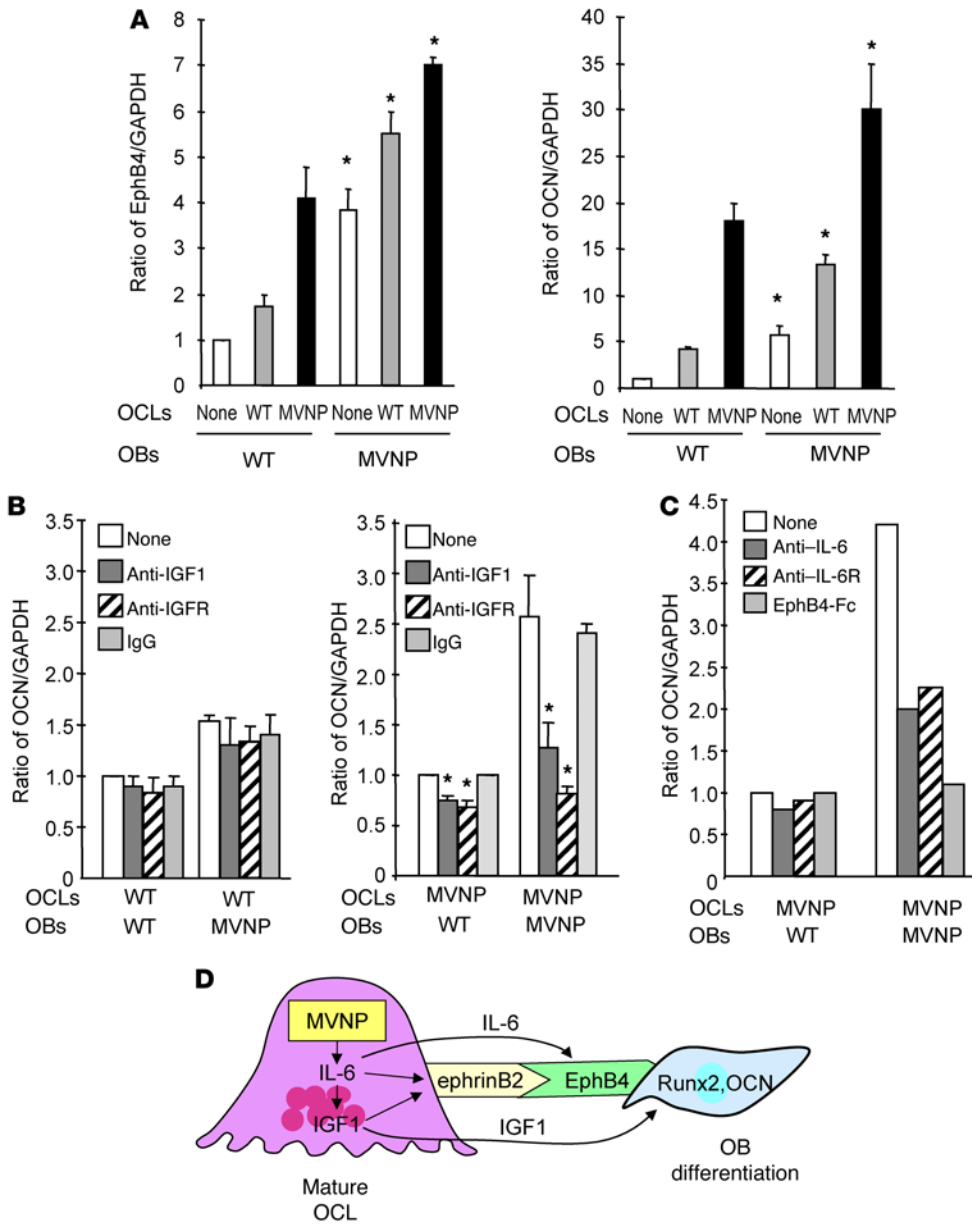 A
Ratio of EphB4/GAPDH
8
7
6
5
4
3
2
1
0
* * *
OCLs None WT MVNP None WT MVNP
OBs WT MVNP
Ratio of OCN/GAPDH
40
35
30
25
20
15
10
5
0
* * *
None WT MVNP None WT MVNP
WT MVNP
B
Ratio of OCN/GAPDH
3.5
3.0
2.5
2.0
1.5
1.0
0.5
0
None
Anti-IGF1
Anti-IGFR
IgG
OCLs WT WT
OBs WT MVNP
Ratio of OCN/GAPDH
3.5
3.0
2.5
2.0
1.5
1.0
0.5
0
None
Anti-IGF1
Anti-IGFR
IgG
* * * *
MVNP MVNP
WT MVNP
C
Ratio of OCN/GAPDH
4.5
4.0
3.5
3.0
2.5
2.0
1.5
1.0
0.5
0
None
Anti–IL-6
Anti–IL-6R
EphB4-Fc
OCLs MVNP MVNP
OBs WT MVNP
D
MVNP
IL-6
IL-6
ephrinB2 EphB4 Runx2,OCN
IGF1
IGF1
Mature
OCL
OB
differentiation